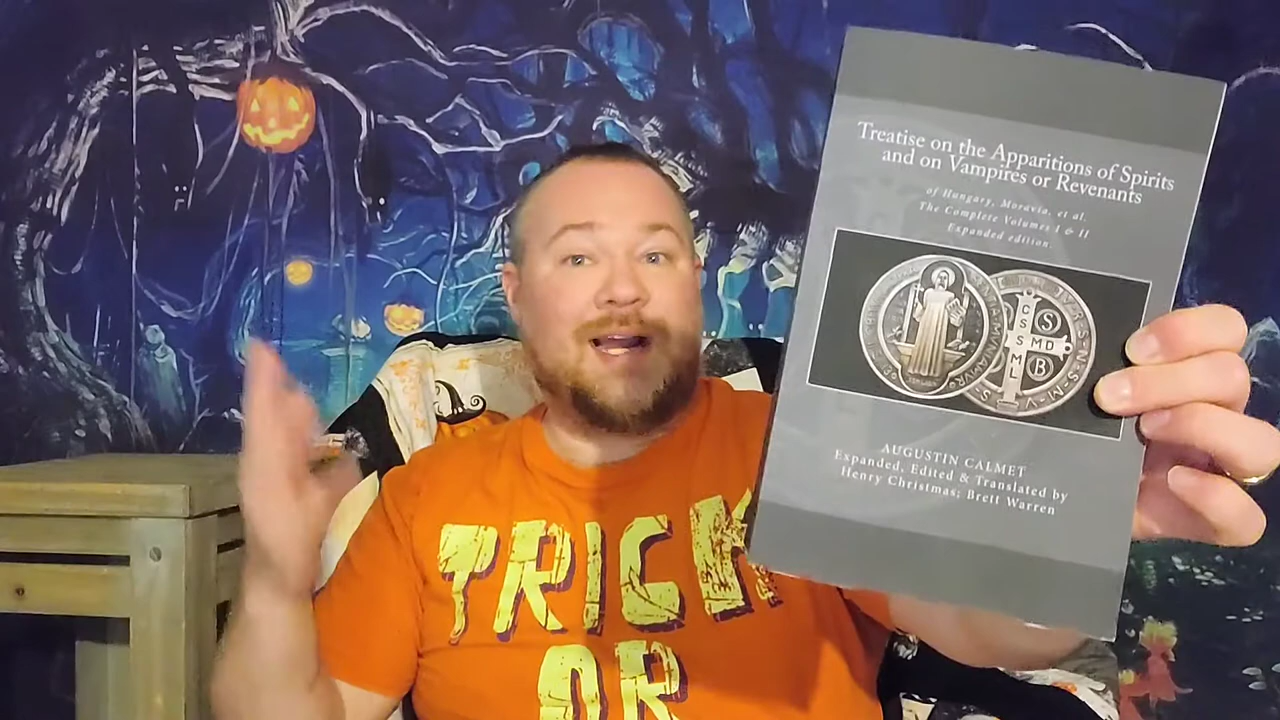 Treatise on the Apparitions of Spirits
and on Vampires or Revenants
of Hungary, Moravia, et al.
The Complete Volumes I & II
Expanded edition.
C S
S MD
S
M B
L
AUGUSTIN CALMET
Expanded, Edited & Translated by
Henry Christmas; Brett Warren
TRICK
OR